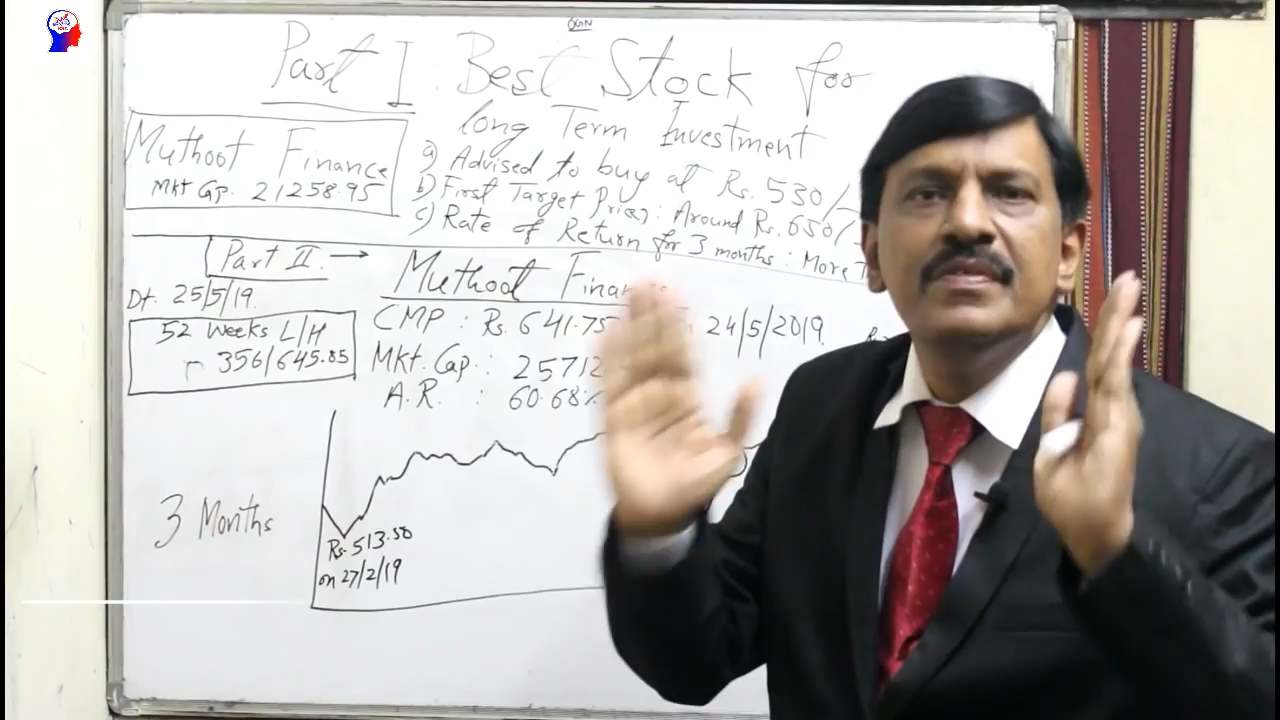 Part I. Best Stock for
long Term Investment
Muthoot Finance
Mkt Cap. 21258.95
a) Advised to buy at Rs. 530/-
b) First Target Price: Around Rs. 650/-
c) Rate of Return for 3 months: More
Part II. →
Muthoot
Dt. 25/5/19.
52 Weeks L/H
356/645.85
CMP : Rs. 641.75
24/5/2019.
Mkt. Cap. : 25712
A.R. : 60.68%
3 Months
Rs. 513.50
on 27/2/19